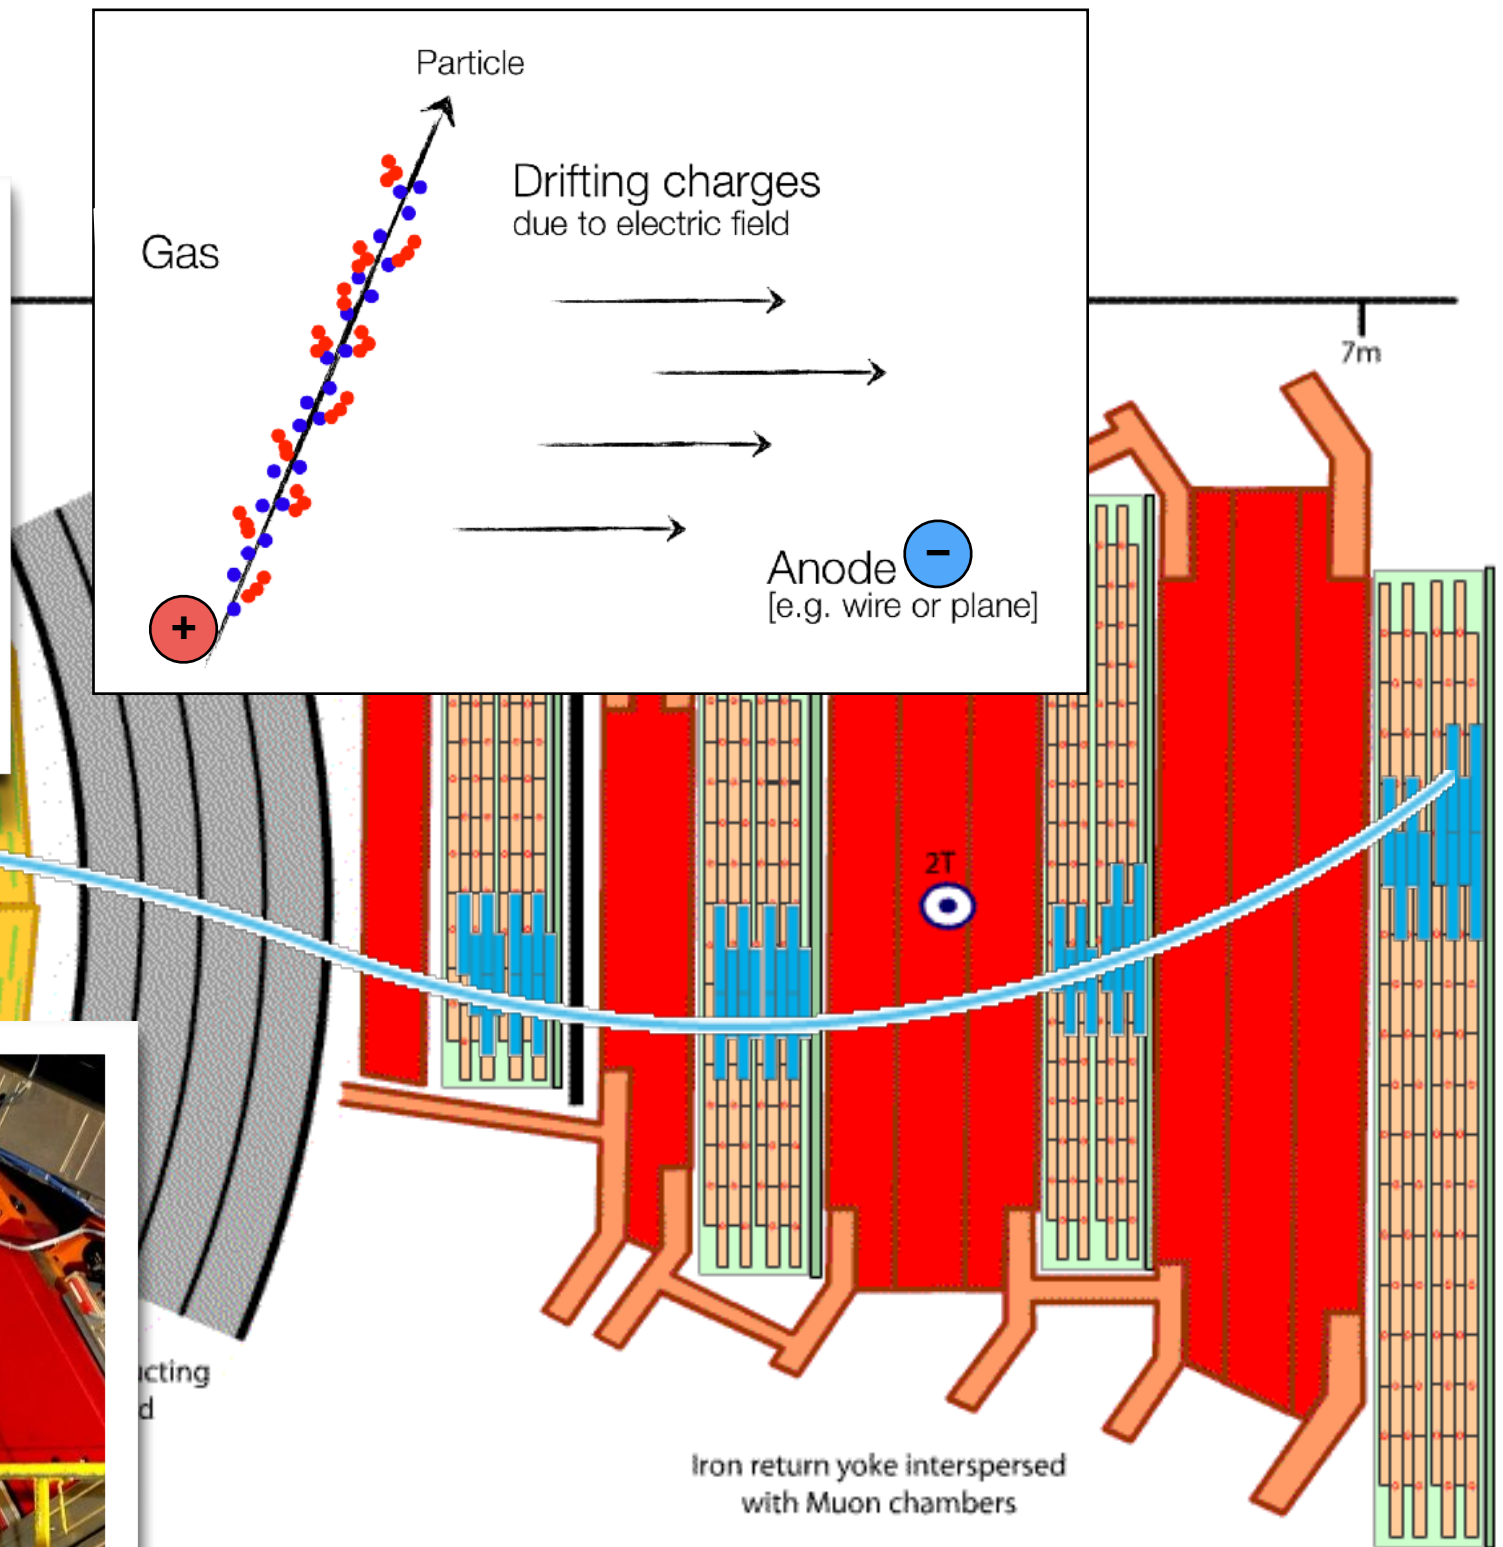 Particle
Drifting charges
due to electric field
Gas
7m
Anode −
[e.g. wire or plane]
+
2T
ucting
d
Iron return yoke interspersed
with Muon chambers